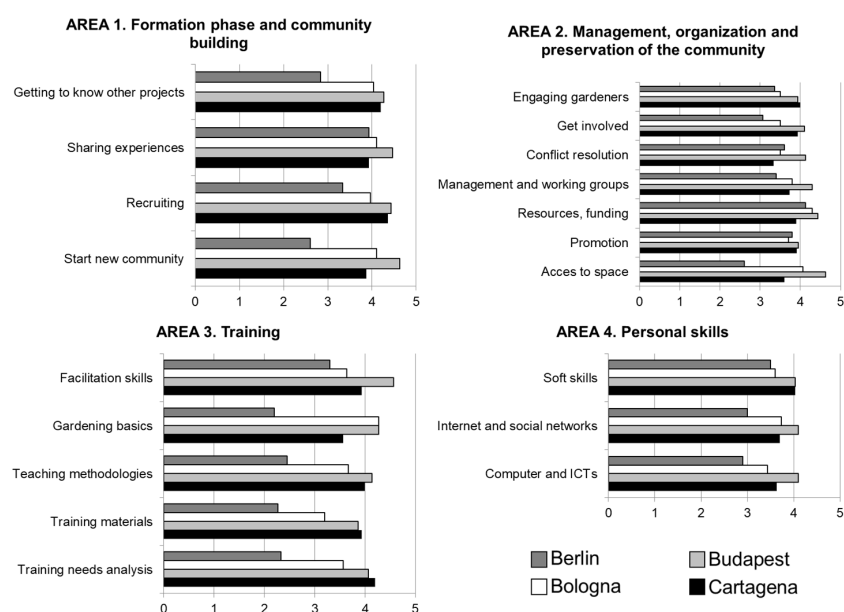 AREA 1. Formation phase and community
building
Getting to know other projects
Sharing experiences
Recruiting
Start new community
0 1 2 3 4 5
AREA 2. Management, organization and
preservation of the community
Engaging gardeners
Get involved
Conflict resolution
Management and working groups
Resources, funding
Promotion
Acces to space
0 1 2 3 4 5
AREA 3. Training
Facilitation skills
Gardening basics
Teaching methodologies
Training materials
Training needs analysis
0 1 2 3 4 5
AREA 4. Personal skills
Soft skills
Internet and social networks
Computer and ICTs
0 1 2 3 4 5
Berlin Budapest
Bologna Cartagena